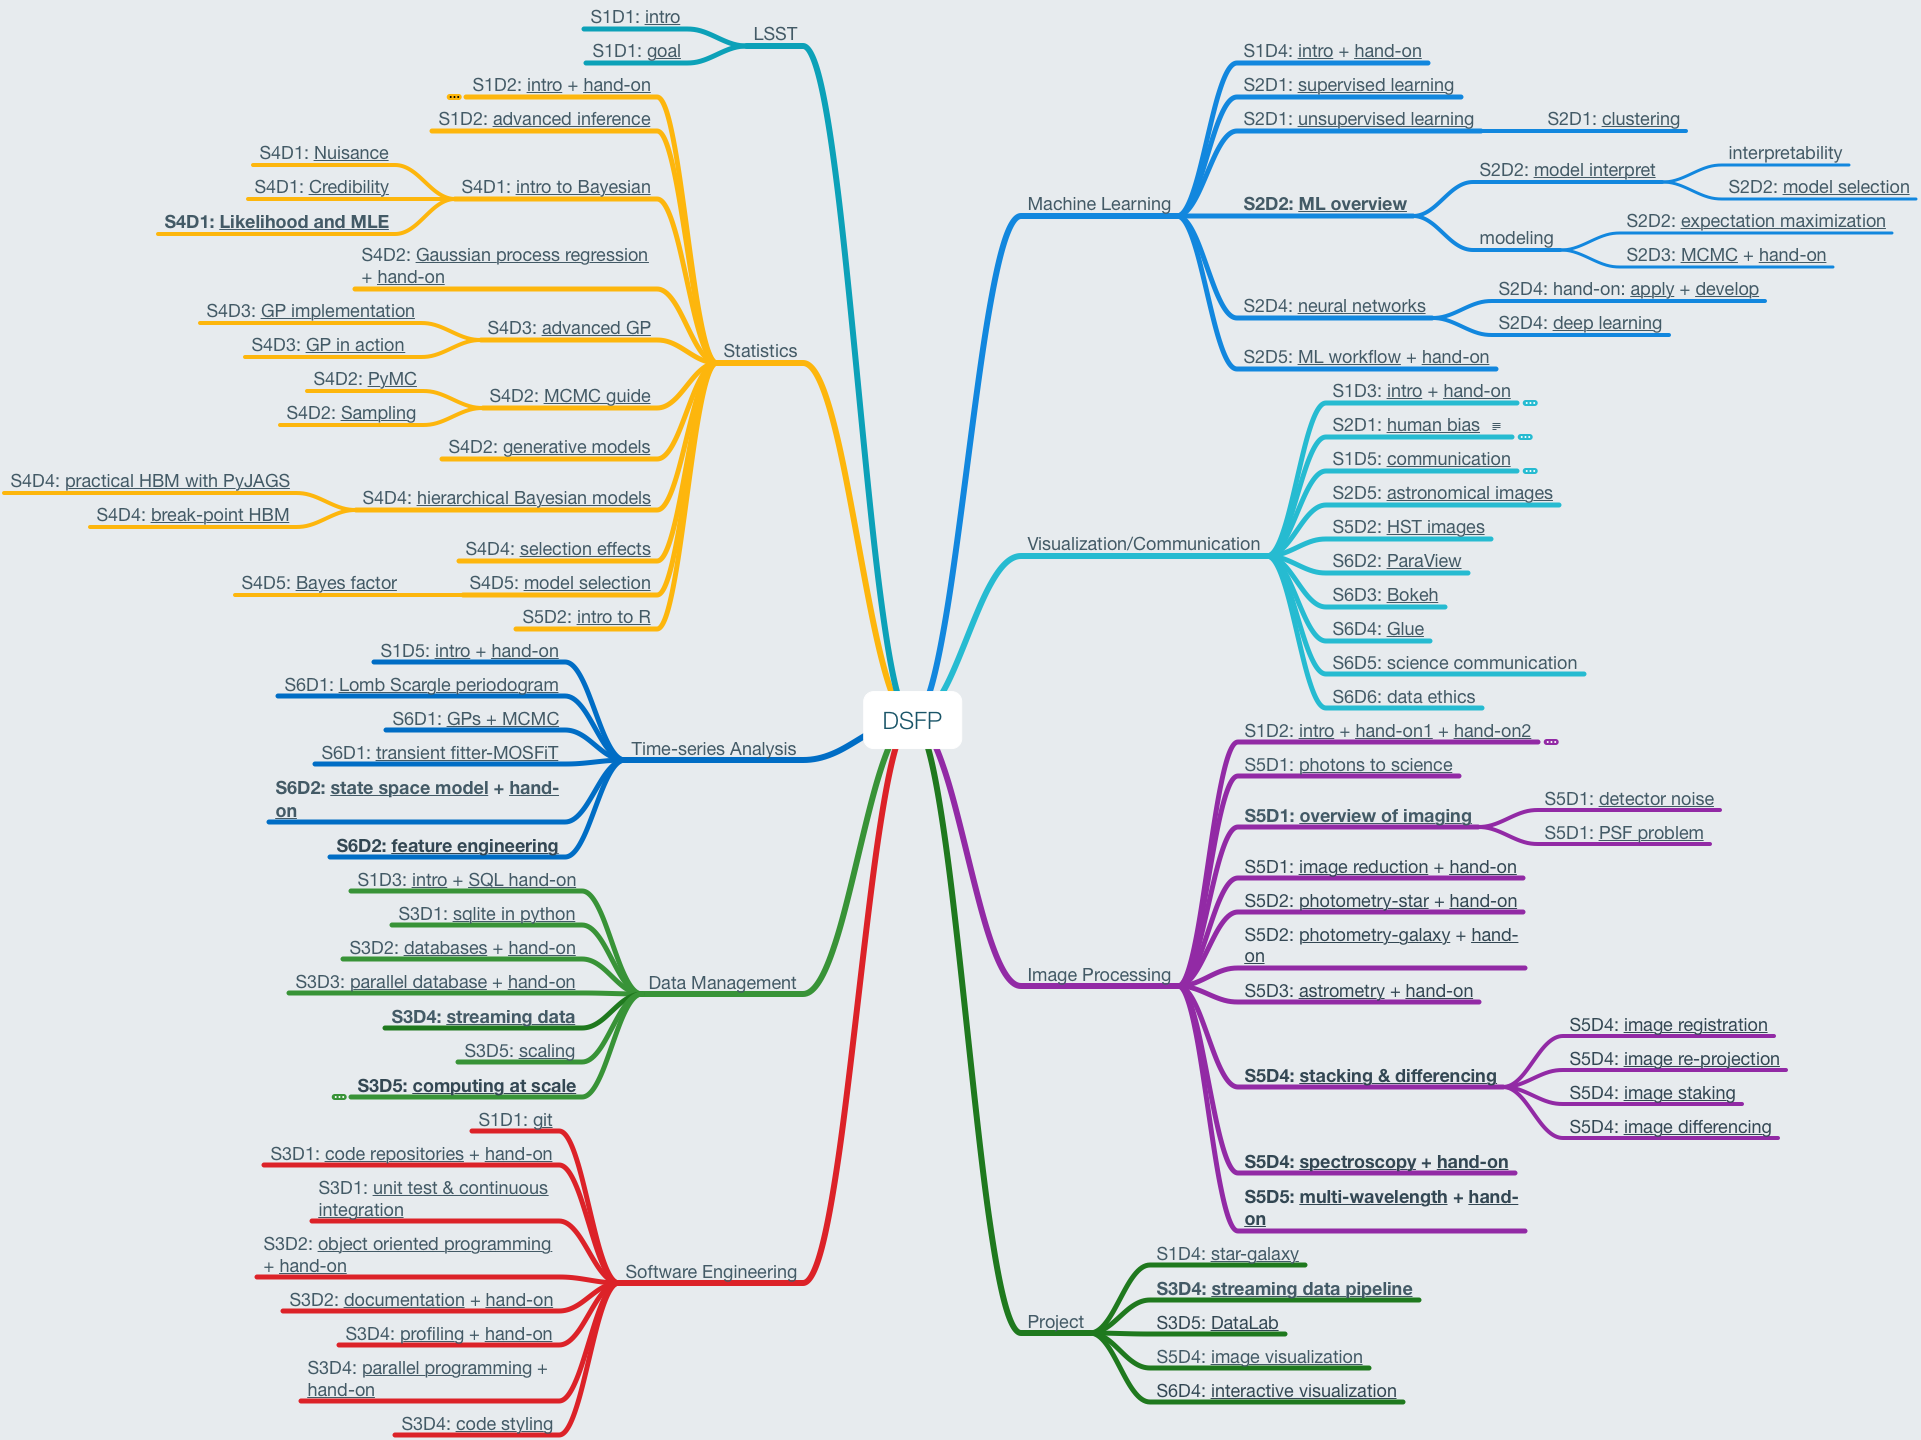 DSFP
LSST
S1D1: intro
S1D1: goal
Statistics
S1D2: intro + hand-on
S1D2: advanced inference
S4D1: intro to Bayesian
S4D1: Nuisance
S4D1: Credibility
S4D1: Likelihood and MLE
S4D2: Gaussian process regression
+ hand-on
S4D3: advanced GP
S4D3: GP implementation
S4D3: GP in action
S4D2: MCMC guide
S4D2: PyMC
S4D2: Sampling
S4D2: generative models
S4D4: hierarchical Bayesian models
S4D4: practical HBM with PyJAGS
S4D4: break-point HBM
S4D4: selection effects
S4D5: model selection
S4D5: Bayes factor
S5D2: intro to R
Time-series Analysis
S1D5: intro + hand-on
S6D1: Lomb Scargle periodogram
S6D1: GPs + MCMC
S6D1: transient fitter-MOSFiT
S6D2: state space model + hand-
on
S6D2: feature engineering
Data Management
S1D3: intro + SQL hand-on
S3D1: sqlite in python
S3D2: databases + hand-on
S3D3: parallel database + hand-on
S3D4: streaming data
S3D5: scaling
S3D5: computing at scale
Software Engineering
S1D1: git
S3D1: code repositories + hand-on
S3D1: unit test & continuous
integration
S3D2: object oriented programming
+ hand-on
S3D2: documentation + hand-on
S3D4: profiling + hand-on
S3D4: parallel programming +
hand-on
S3D4: code styling
Machine Learning
S1D4: intro + hand-on
S2D1: supervised learning
S2D1: unsupervised learning
S2D1: clustering
S2D2: ML overview
S2D2: model interpret
interpretability
S2D2: model selection
modeling
S2D2: expectation maximization
S2D3: MCMC + hand-on
S2D4: neural networks
S2D4: hand-on: apply + develop
S2D4: deep learning
S2D5: ML workflow + hand-on
Visualization/Communication
S1D3: intro + hand-on
S2D1: human bias
S1D5: communication
S2D5: astronomical images
S5D2: HST images
S6D2: ParaView
S6D3: Bokeh
S6D4: Glue
S6D5: science communication
S6D6: data ethics
Image Processing
S1D2: intro + hand-on1 + hand-on2
S5D1: photons to science
S5D1: overview of imaging
S5D1: detector noise
S5D1: PSF problem
S5D1: image reduction + hand-on
S5D2: photometry-star + hand-on
S5D2: photometry-galaxy + hand-
on
S5D3: astrometry + hand-on
S5D4: stacking & differencing
S5D4: image registration
S5D4: image re-projection
S5D4: image staking
S5D4: image differencing
S5D4: spectroscopy + hand-on
S5D5: multi-wavelength + hand-
on
Project
S1D4: star-galaxy
S3D4: streaming data pipeline
S3D5: DataLab
S5D4: image visualization
S6D4: interactive visualization